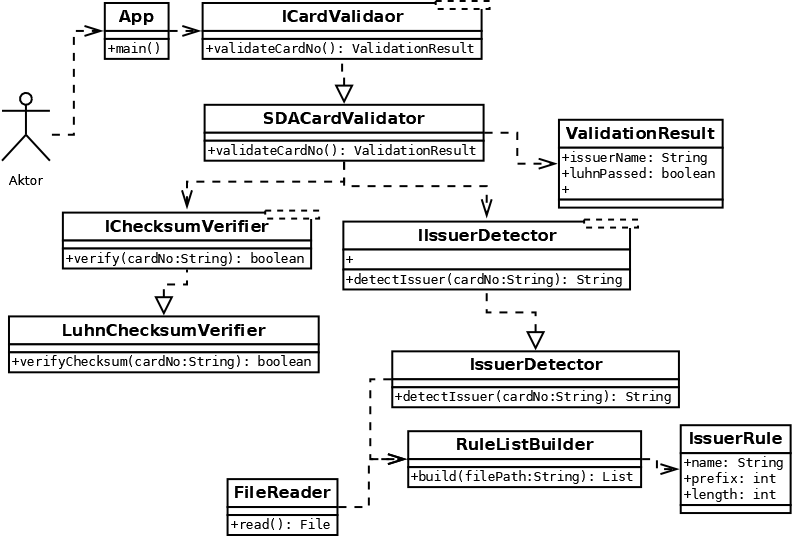 App
+main()
ICardValidaor
+validateCardNo(): ValidationResult
Aktor
SDACardValidator
+validateCardNo(): ValidationResult
ValidationResult
+issuerName: String
+luhnPassed: boolean
+
IChecksumVerifier
+verify(cardNo:String): boolean
IIssuerDetector
+
+detectIssuer(cardNo:String): String
LuhnChecksumVerifier
+verifyChecksum(cardNo:String): boolean
IssuerDetector
+detectIssuer(cardNo:String): String
RuleListBuilder
+build(filePath:String): List
IssuerRule
+name: String
+prefix: int
+length: int
FileReader
+read(): File